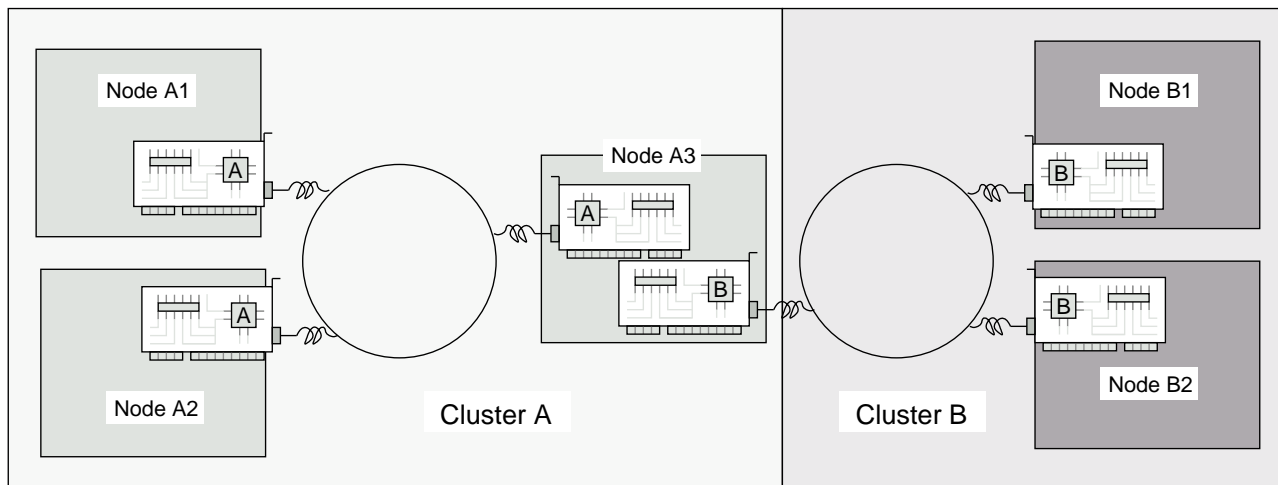 Node A1
A
Node A2
A
Node A3
A
B
Cluster A
Cluster B
Node B1
B
B
Node B2